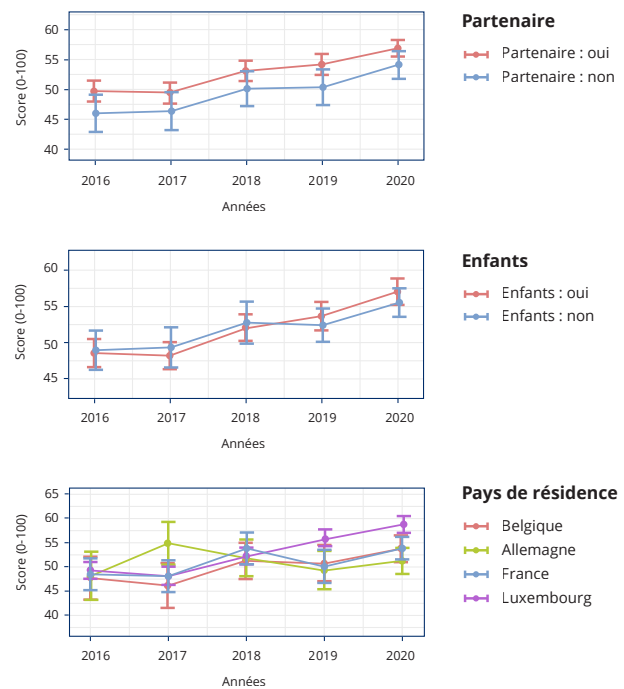 Partenaire
Partenaire : oui
Partenaire : non
Score (0-100)
60
55
50
45
40
2016 2017 2018 2019 2020
Années
Enfants
Enfants : oui
Enfants : non
Score (0-100)
60
55
50
45
2016 2017 2018 2019 2020
Années
Pays de résidence
Belgique
Allemagne
France
Luxembourg
Score (0-100)
65
60
55
50
45
40
2016 2017 2018 2019 2020
Années